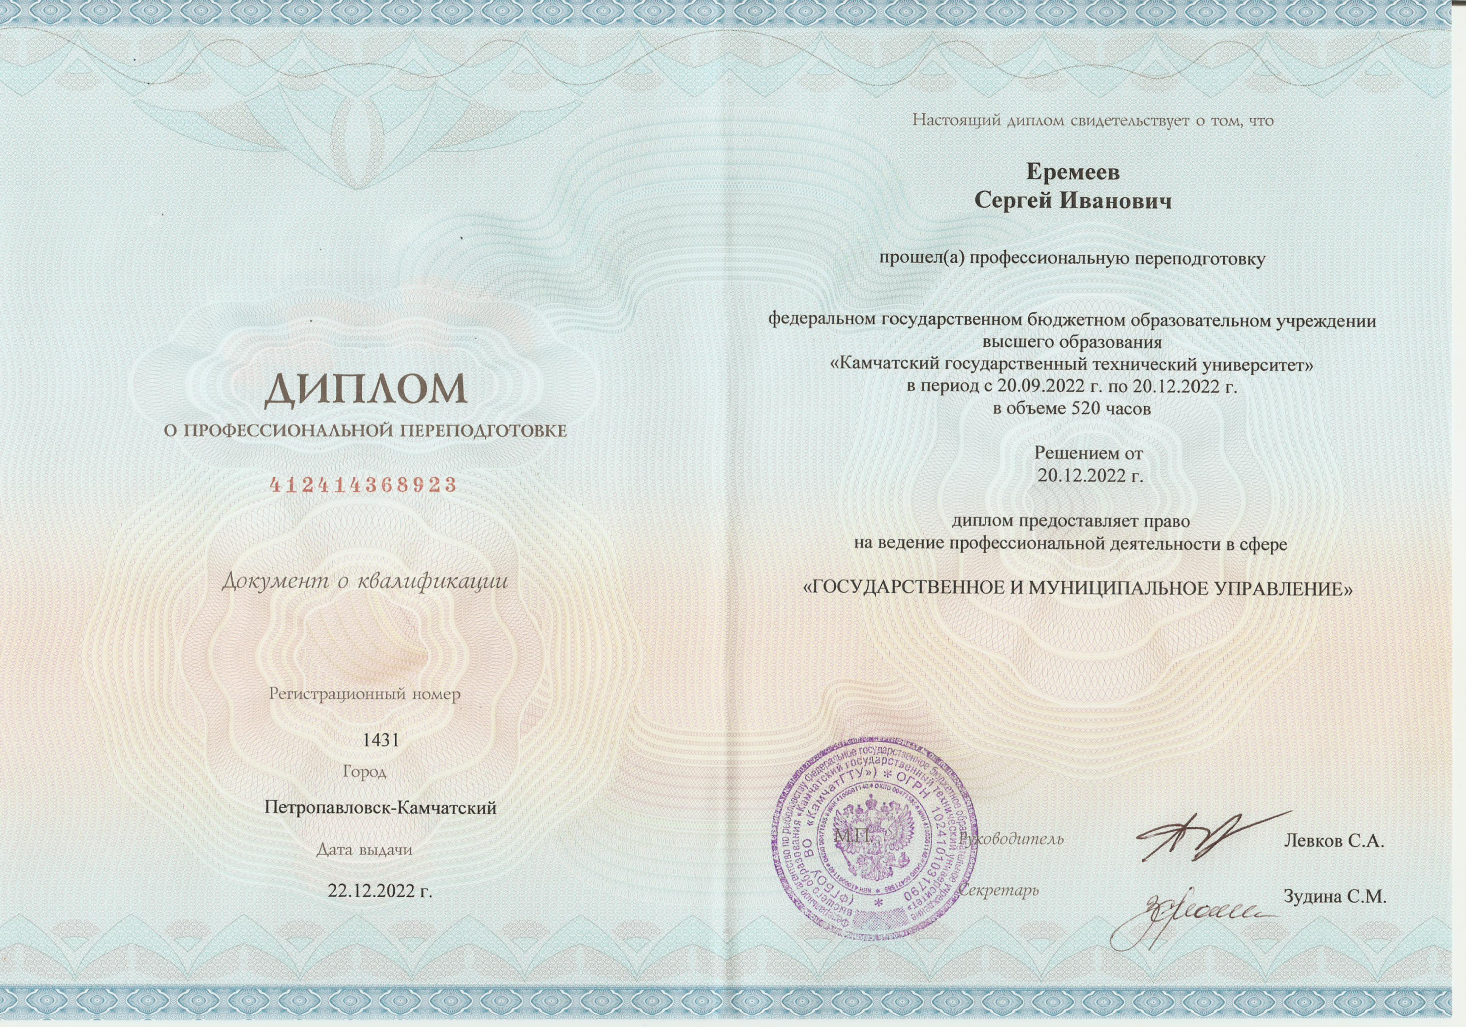 ДИПЛОМ
О ПРОФЕССИОНАЛЬНОЙ ПЕРЕПОДГОТОВКЕ
412414368923
Документ о квалификации
Регистрационный номер
1431
Город
Петропавловск-Камчатский
Дата выдачи
22.12.2022 г.
Настоящий диплом свидетельствует о том, что
Еремеев
Сергей Иванович
прошел(а) профессиональную переподготовку
федеральном государственном бюджетном образовательном учреждении
высшего образования
«Камчатский государственный технический университет»
в период с 20.09.2022 г. по 20.12.2022 г.
в объеме 520 часов
Решением от
20.12.2022 г.
диплом предоставляет право
на ведение профессиональной деятельности в сфере
«ГОСУДАРСТВЕННОЕ И МУНИЦИПАЛЬНОЕ УПРАВЛЕНИЕ»
М.П.
Руководитель
Левков С.А.
Секретарь
Зудина С.М.
(ФГБОУ ВО «КамчатГТУ») * ОГРН 1024101031790 *